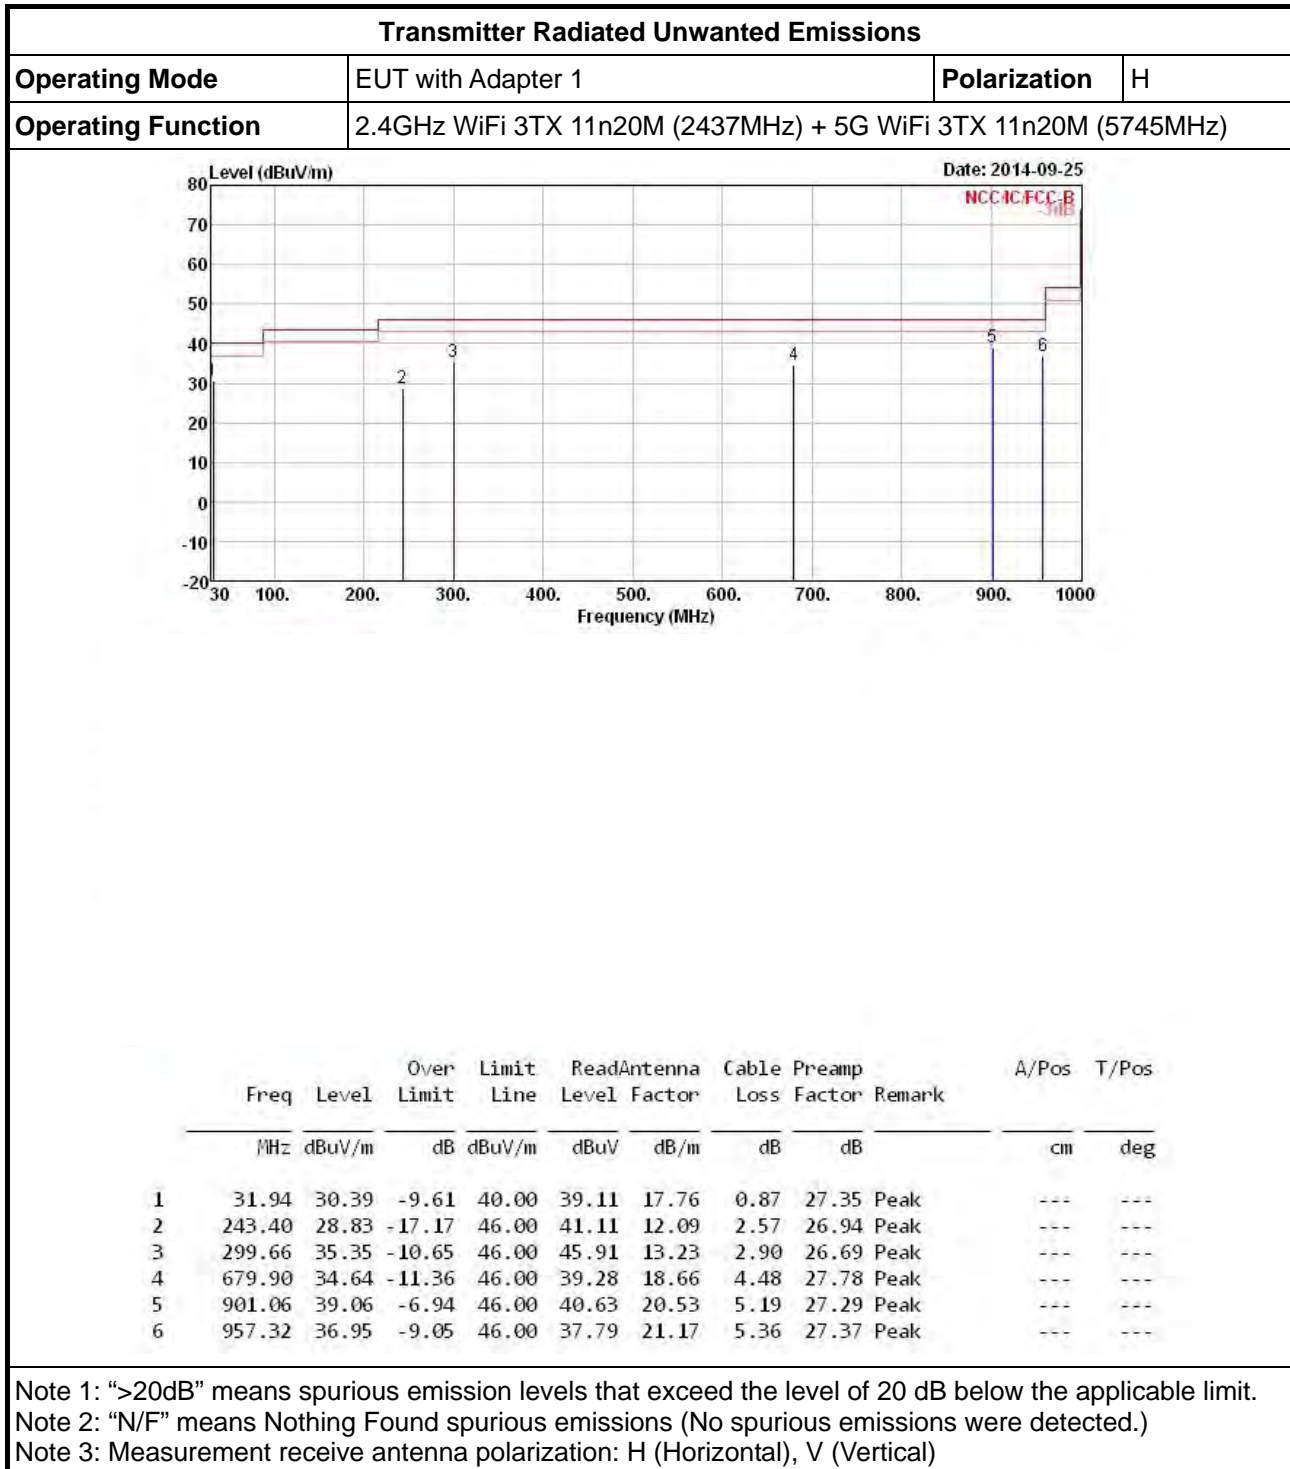 Transmitter Radiated Unwanted Emissions
Operating Mode EUT with Adapter 1 Polarization H
Operating Function 2.4GHz WiFi 3TX 11n20M (2437MHz) + 5G WiFi 3TX 11n20M (5745MHz)
Level (dBuV/m) Date: 2014-09-25
80
NCC/IC/FCC-B
-3dB
70
60
50
40
30
20
10
0
-10
-20
1
2
3
4
5
6
30 100. 200. 300. 400. 500. 600. 700. 800. 900. 1000
Frequency (MHz)
Over Limit ReadAntenna Cable Preamp A/Pos T/Pos
Freq Level Limit Line Level Factor Loss Factor Remark
MHz dBuV/m dB dBuV/m dBuV dB/m dB dB cm deg
1 31.94 30.39 -9.61 40.00 39.11 17.76 0.87 27.35 Peak --- ---
2 243.40 28.83 -17.17 46.00 41.11 12.09 2.57 26.94 Peak --- ---
3 299.66 35.35 -10.65 46.00 45.91 13.23 2.90 26.69 Peak --- ---
4 679.90 34.64 -11.36 46.00 39.28 18.66 4.48 27.78 Peak --- ---
5 901.06 39.06 -6.94 46.00 40.63 20.53 5.19 27.29 Peak --- ---
6 957.32 36.95 -9.05 46.00 37.79 21.17 5.36 27.37 Peak --- ---
Note 1: “>20dB” means spurious emission levels that exceed the level of 20 dB below the applicable limit.
Note 2: “N/F” means Nothing Found spurious emissions (No spurious emissions were detected.)
Note 3: Measurement receive antenna polarization: H (Horizontal), V (Vertical)